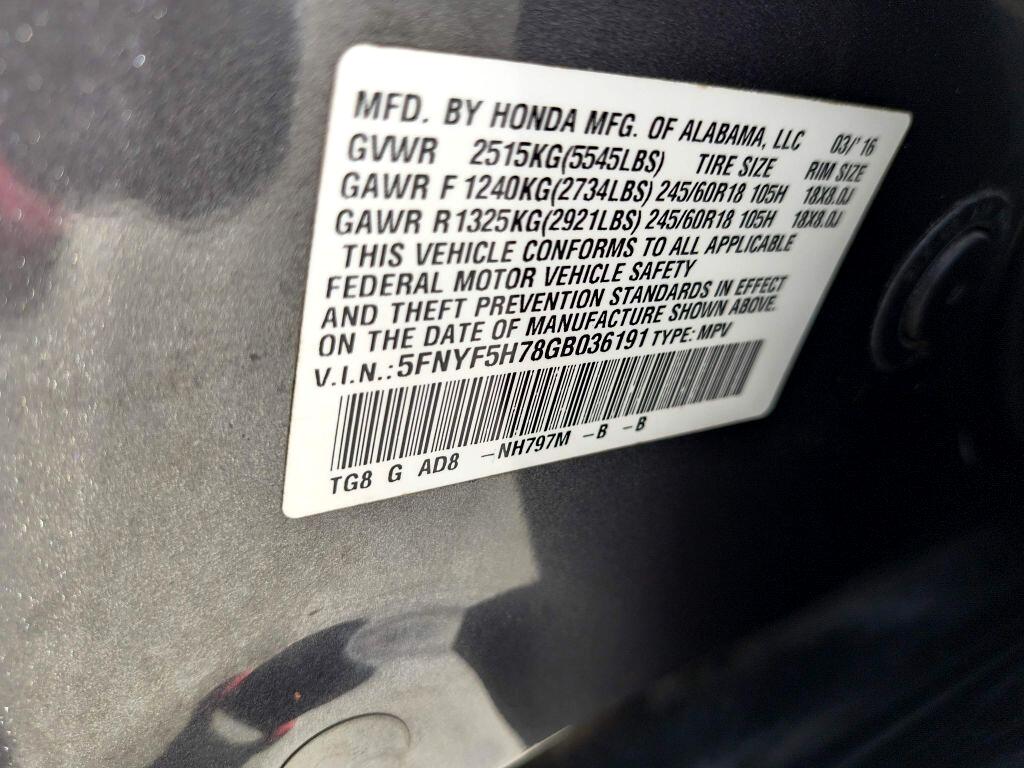 MFD. BY HONDA MFG. OF ALABAMA, LLC 03/'16
GVWR 2515KG(5545LBS) TIRE SIZE RIM SIZE
GAWR F 1240KG(2734LBS) 245/60R18 105H 18X8.0J
GAWR R 1325KG(2921LBS) 245/60R18 105H 18X8.0J
THIS VEHICLE CONFORMS TO ALL APPLICABLE
FEDERAL MOTOR VEHICLE SAFETY
AND THEFT PREVENTION STANDARDS IN EFFECT
ON THE DATE OF MANUFACTURE SHOWN ABOVE.
V.I.N.: 5FNYF5H78GB036191 TYPE: MPV
TG8 G AD8 -NH797M -B -B